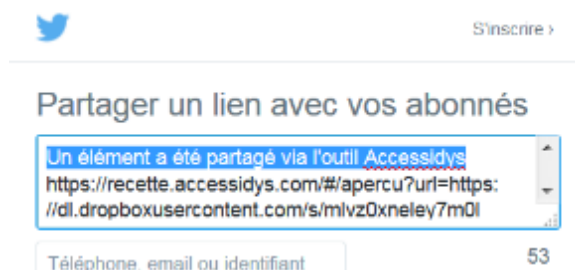 S'inscrire ›
Partager un lien avec vos abonnés
Un élément a été partagé via l'outil Accessidys
https://recette.accessidys.com/#/apercu?url=https:
//dl.dropboxusercontent.com/s/mlvz0xneley7m0l
Téléphone, email ou identifiant
53